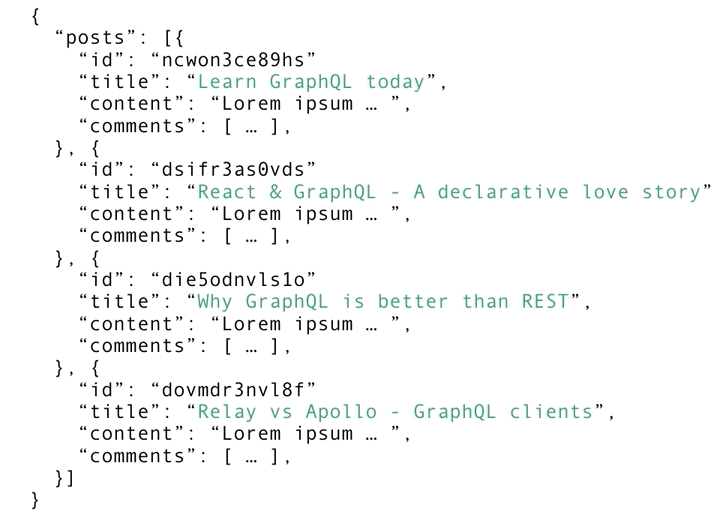 {
“posts”: [{
“id”: “ncwon3ce89hs”
“title”: “Learn GraphQL today”,
“content”: “Lorem ipsum … ”,
“comments”: [ … ],
}, {
“id”: “dsifr3as0vds”
“title”: “React & GraphQL - A declarative love story”
“content”: “Lorem ipsum … ”,
“comments”: [ … ],
}, {
“id”: “die5odnvls1o”
“title”: “Why GraphQL is better than REST”,
“content”: “Lorem ipsum … ”,
“comments”: [ … ],
}, {
“id”: “dovmdr3nvl8f”
“title”: “Relay vs Apollo - GraphQL clients”,
“content”: “Lorem ipsum … ”,
“comments”: [ … ],
}]
}